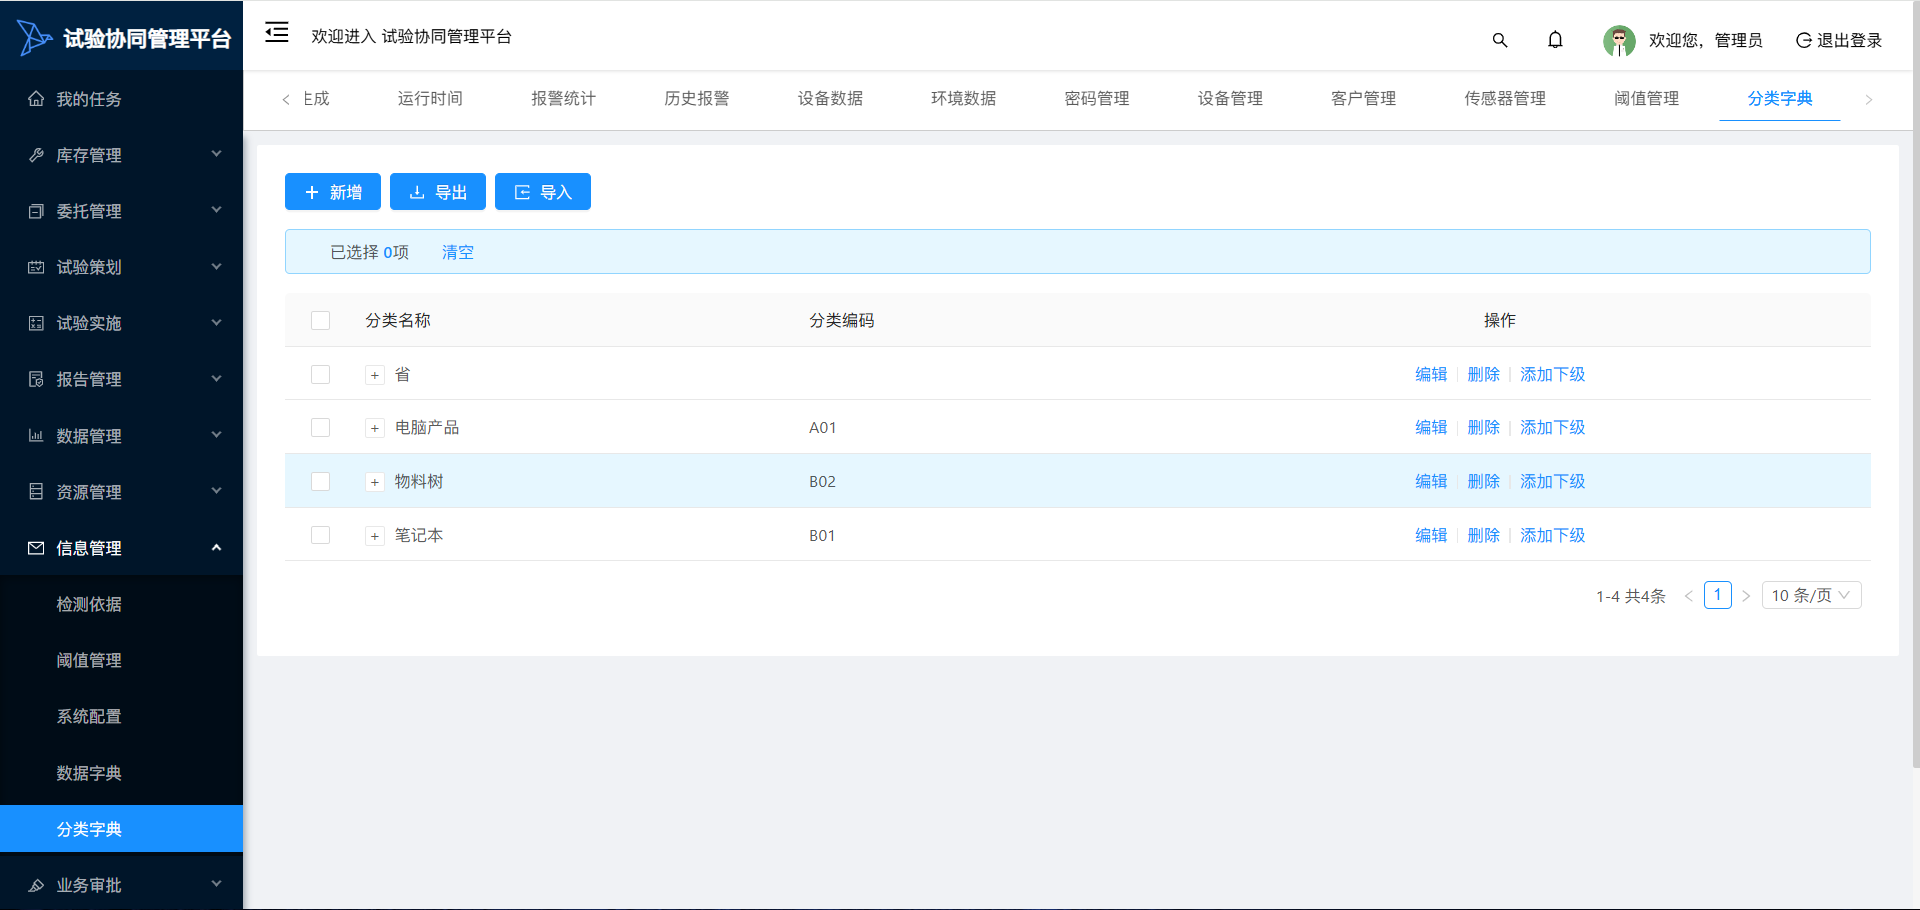 试验协同管理平台
欢迎进入 试验协同管理平台
欢迎您，管理员
退出登录
我的任务
库存管理
委托管理
试验策划
试验实施
报告管理
数据管理
资源管理
信息管理
检测依据
阈值管理
系统配置
数据字典
分类字典
业务审批
成 运行时间 报警统计 历史报警 设备数据 环境数据 密码管理 设备管理 客户管理 传感器管理 阈值管理 分类字典
新增 导出 导入
已选择 0项 清空
分类名称 分类编码 操作
省 编辑 删除 添加下级
电脑产品 A01 编辑 删除 添加下级
物料树 B02 编辑 删除 添加下级
笔记本 B01 编辑 删除 添加下级
1-4 共4条 1 10 条/页